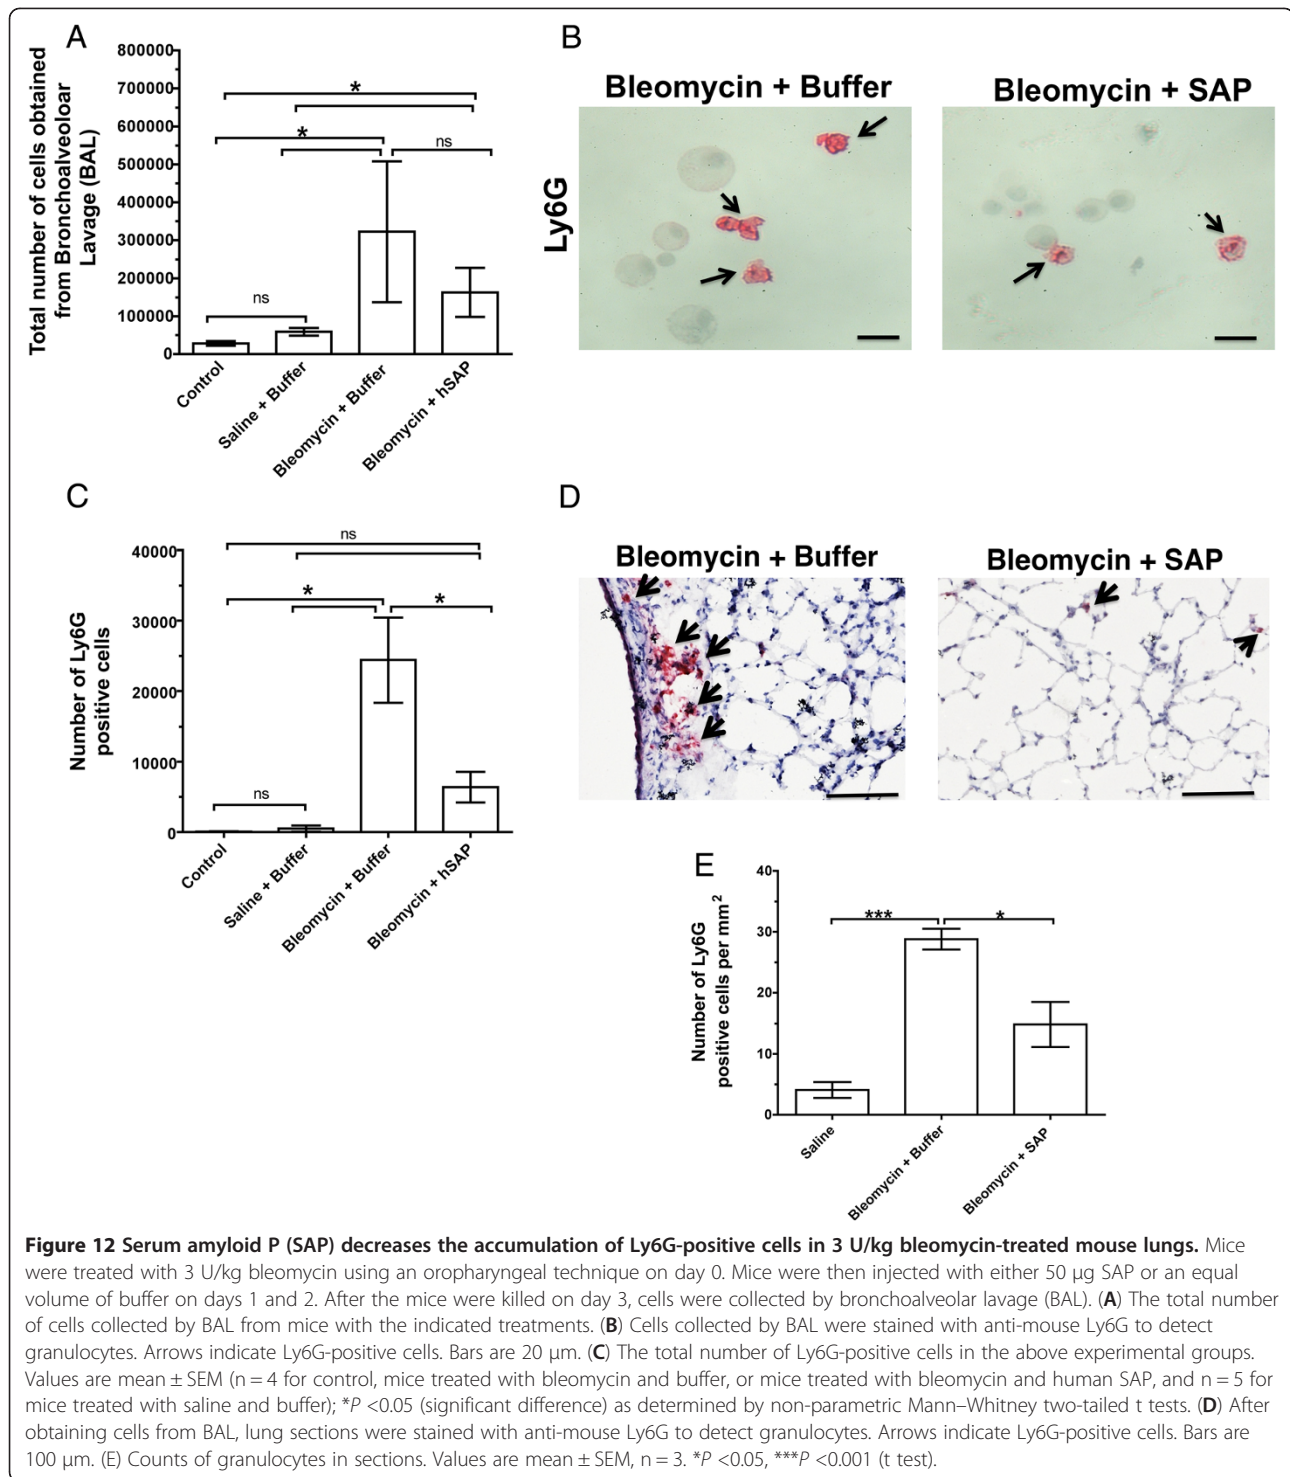 A
Total number of cells obtained
from Bronchoalveoloar
Lavage (BAL)
800000
700000
600000
500000
400000
300000
200000
100000
0
*
*
ns
ns
Control
Saline + Buffer
Bleomycin + Buffer
Bleomycin + hSAP
B
Bleomycin + Buffer
Bleomycin + SAP
Ly6G
C
Number of Ly6G
positive cells
40000
30000
20000
10000
0
ns
*
*
ns
Control
Saline + Buffer
Bleomycin + Buffer
Bleomycin + hSAP
D
Bleomycin + Buffer
Bleomycin + SAP
E
Number of Ly6G
positive cells per mm²
40
30
20
10
0
***
*
Saline
Bleomycin + Buffer
Bleomycin + SAP
Figure 12 Serum amyloid P (SAP) decreases the accumulation of Ly6G-positive cells in 3 U/kg bleomycin-treated mouse lungs. Mice
were treated with 3 U/kg bleomycin using an oropharyngeal technique on day 0. Mice were then injected with either 50 μg SAP or an equal
volume of buffer on days 1 and 2. After the mice were killed on day 3, cells were collected by bronchoalveolar lavage (BAL). (A) The total number
of cells collected by BAL from mice with the indicated treatments. (B) Cells collected by BAL were stained with anti-mouse Ly6G to detect
granulocytes. Arrows indicate Ly6G-positive cells. Bars are 20 μm. (C) The total number of Ly6G-positive cells in the above experimental groups.
Values are mean ± SEM (n = 4 for control, mice treated with bleomycin and buffer, or mice treated with bleomycin and human SAP, and n = 5 for
mice treated with saline and buffer); *P <0.05 (significant difference) as determined by non-parametric Mann–Whitney two-tailed t tests. (D) After
obtaining cells from BAL, lung sections were stained with anti-mouse Ly6G to detect granulocytes. Arrows indicate Ly6G-positive cells. Bars are
100 μm. (E) Counts of granulocytes in sections. Values are mean ± SEM, n = 3. *P <0.05, ***P <0.001 (t test).